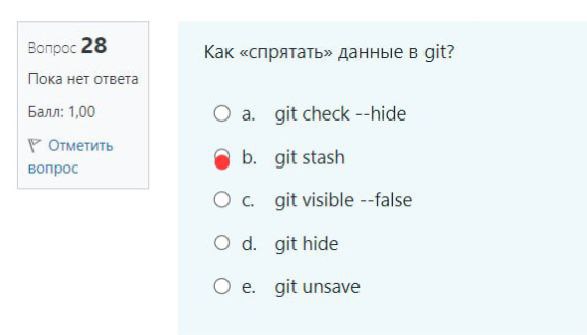 Вопрос 28
Пока нет ответа
Балл: 1,00
Отметить
вопрос
Как «спрятать» данные в git?
a. git check --hide
b. git stash
c. git visible --false
d. git hide
e. git unsave